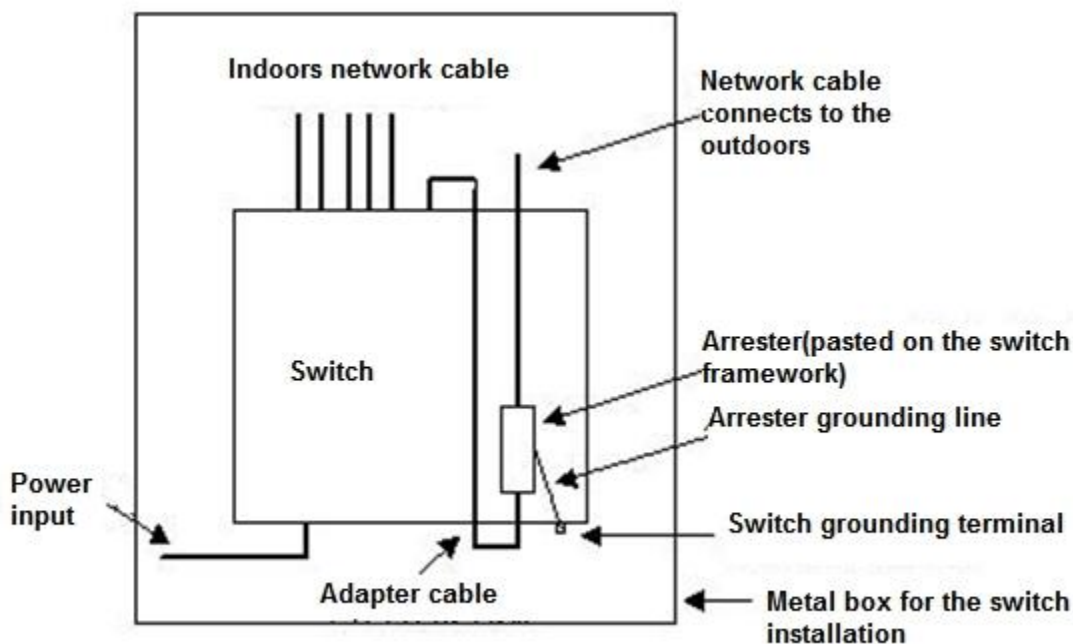 Indoors network cable
Network cable
connects to the
outdoors
Switch
Arrester(pasted on the switch
framework)
Arrester grounding line
Power
input
Switch grounding terminal
Adapter cable
Metal box for the switch
installation